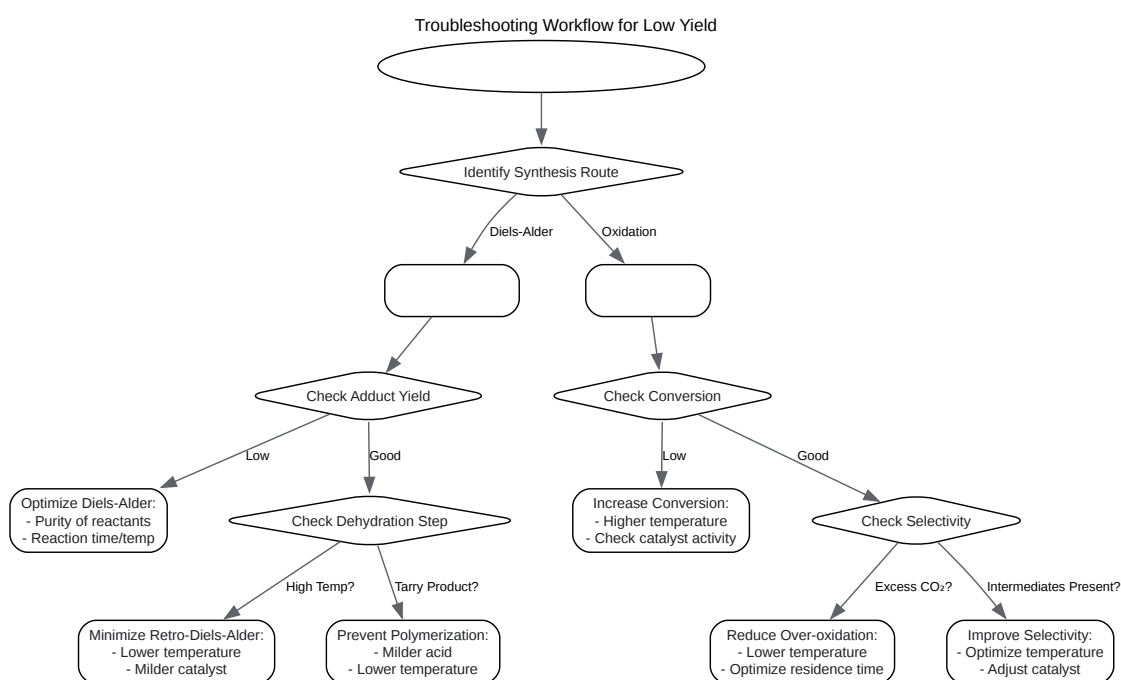 Troubleshooting Workflow for Low Yield
Identify Synthesis Route
Diels-Alder
Oxidation
Check Adduct Yield
Check Conversion
Low
Good
Low
Good
Optimize Diels-Alder:
- Purity of reactants
- Reaction time/temp
Check Dehydration Step
Increase Conversion:
- Higher temperature
- Check catalyst activity
Check Selectivity
High Temp?
Tarry Product?
Excess CO₂?
Intermediates Present?
Minimize Retro-Diels-Alder:
- Lower temperature
- Milder catalyst
Prevent Polymerization:
- Milder acid
- Lower temperature
Reduce Over-oxidation:
- Lower temperature
- Optimize residence time
Improve Selectivity:
- Optimize temperature
- Adjust catalyst